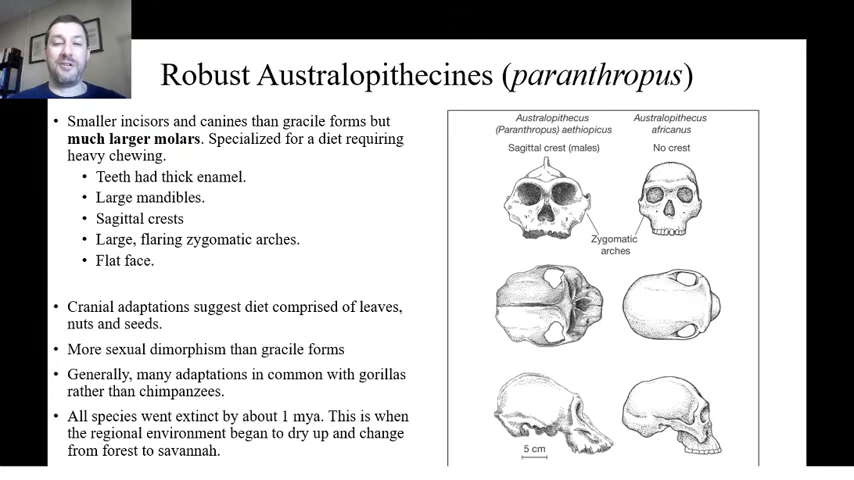 Robust Australopithecines (paranthropus)
• Smaller incisors and canines than gracile forms but
much larger molars. Specialized for a diet requiring
heavy chewing.
• Teeth had thick enamel.
• Large mandibles.
• Sagittal crests
• Large, flaring zygomatic arches.
• Flat face.
• Cranial adaptations suggest diet comprised of leaves,
nuts and seeds.
• More sexual dimorphism than gracile forms
• Generally, many adaptations in common with gorillas
rather than chimpanzees.
• All species went extinct by about 1 mya. This is when
the regional environment began to dry up and change
from forest to savannah.
Australopithecus
(Paranthropus) aethiopicus
Sagittal crest (males)
Australopithecus
africanus
No crest
Zygomatic
arches
5 cm